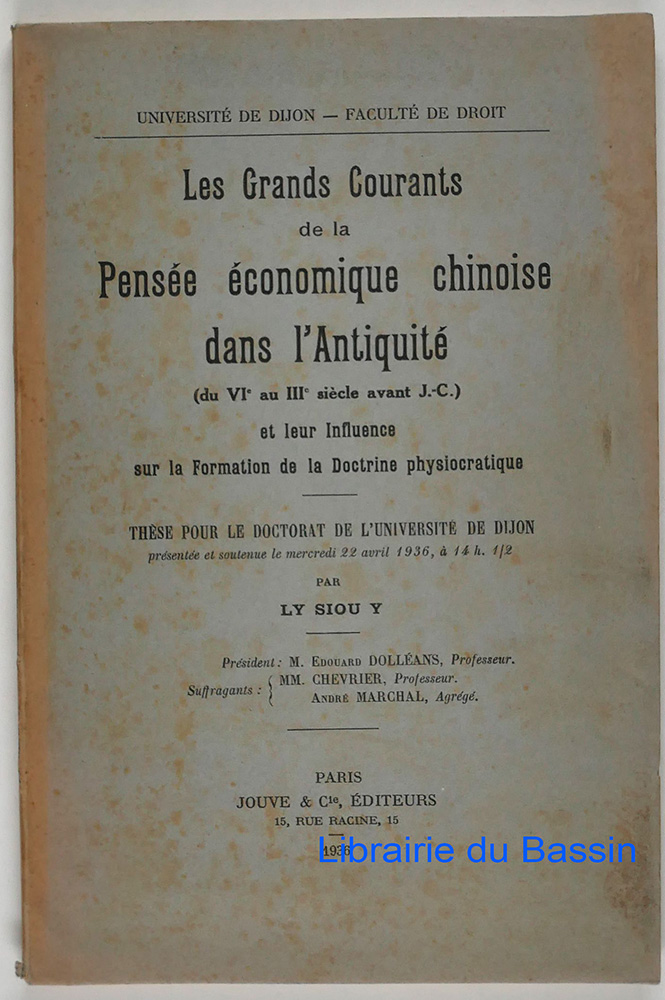 UNIVERSITÉ DE DIJON — FACULTÉ DE DROIT
Les Grands Courants
de la
Pensée économique chinoise
dans l'Antiquité
(du VIe au IIIe siècle avant J.-C.)
et leur Influence
sur la Formation de la Doctrine physiocratique
THÈSE POUR LE DOCTORAT DE L'UNIVERSITÉ DE DIJON
présentée et soutenue le mercredi 22 avril 1936, à 14 h. 1/2
PAR
LY SIOU Y
Président : M. EDOUARD DOLLÉANS, Professeur.
Suffragants : { MM. CHEVRIER, Professeur.
ANDRÉ MARCHAL, Agrégé.
PARIS
JOUVE & Cie, ÉDITEURS
15, RUE RACINE, 15
1936
Librairie du Bassin